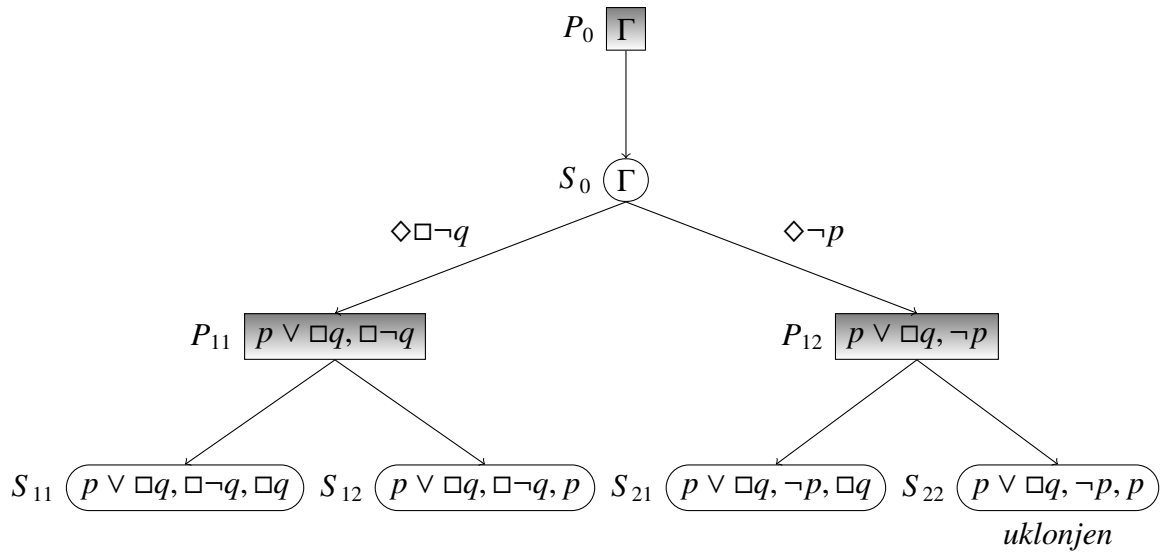 P₀ Γ
S₀ Γ
◇□¬q ◇¬p
P₁₁ p ∨ □q, □¬q P₁₂ p ∨ □q, ¬p
S₁₁ p ∨ □q, □¬q, □q S₁₂ p ∨ □q, □¬q, p S₂₁ p ∨ □q, ¬p, □q S₂₂ p ∨ □q, ¬p, p
uklonjen